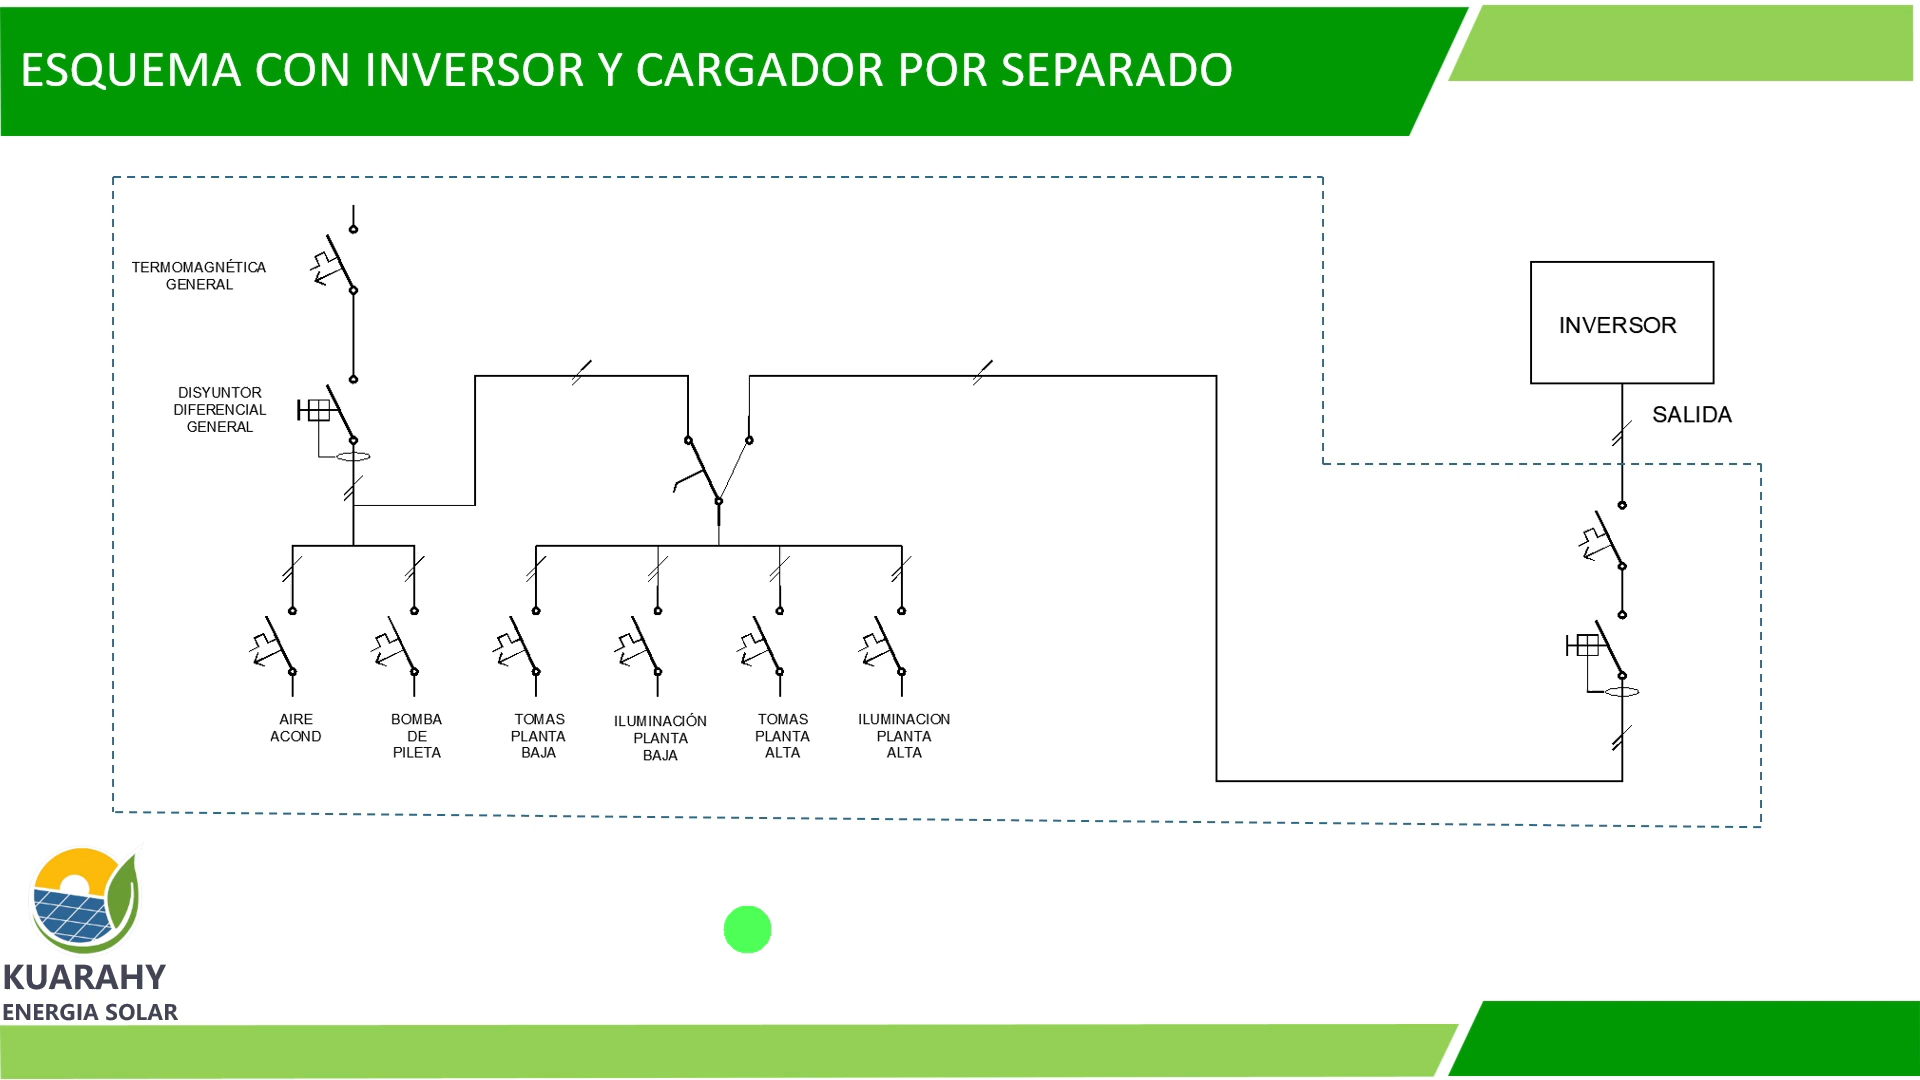 ESQUEMA CON INVERSOR Y CARGADOR POR SEPARADO
TERMOMAGNÉTICA
GENERAL
DISYUNTOR
DIFERENCIAL
GENERAL
INVERSOR
SALIDA
AIRE
ACOND
BOMBA
DE
PILETA
TOMAS
PLANTA
BAJA
ILUMINACIÓN
PLANTA
BAJA
TOMAS
PLANTA
ALTA
ILUMINACION
PLANTA
ALTA
KUARAHY
ENERGIA SOLAR